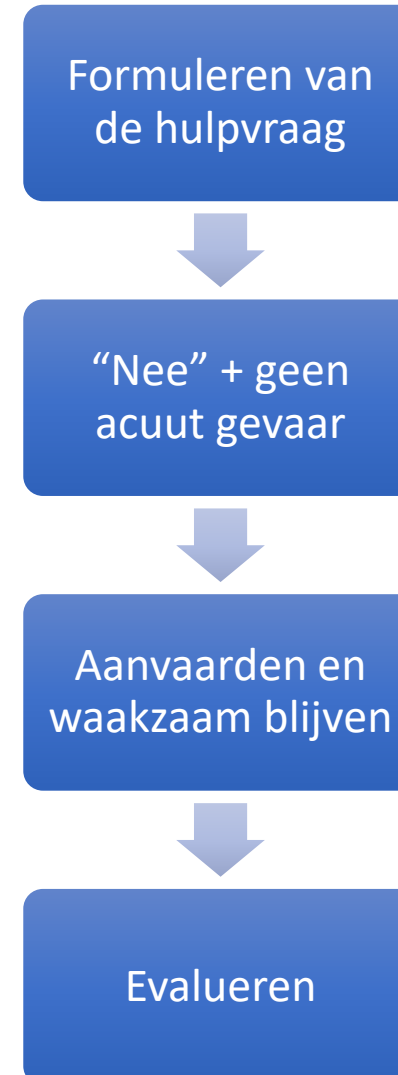 Formuleren van
de hulpvraag
“Nee” + geen
acuut gevaar
Aanvaarden en
waakzaam blijven
Evalueren